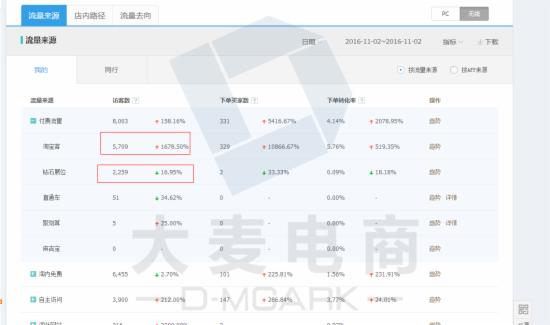 流量来源 店内路径 流量去向 PC 无线
流量来源 日期 2016-11-02~2016-11-02 指标 下载
我的 同行 按流量来源 按APP来源
流量来源 访客数 下单买家数 下单转化率 操作
付费流量 8,003 158.16% 331 5416.67% 4.14% 2078.95% 趋势
淘宝客 5,709 1678.50% 329 10866.67% 5.76% 519.35% 趋势
钻石展位 2,259 16.95% 2 33.33% 0.09% 18.18% 趋势
直通车 51 34.62% 0 - 0.00% - 趋势 详情
聚划算 5 25.00% 0 - 0.00% - 趋势 详情
麻吉宝 0 - 0 - 0.00% - 趋势
淘内免费 6,455 2.70% 101 225.81% 1.56% 231.91% 趋势
自主访问 3,900 212.00% 147 286.84% 3.77% 24.01% 趋势
大麦电商
D-MCARK